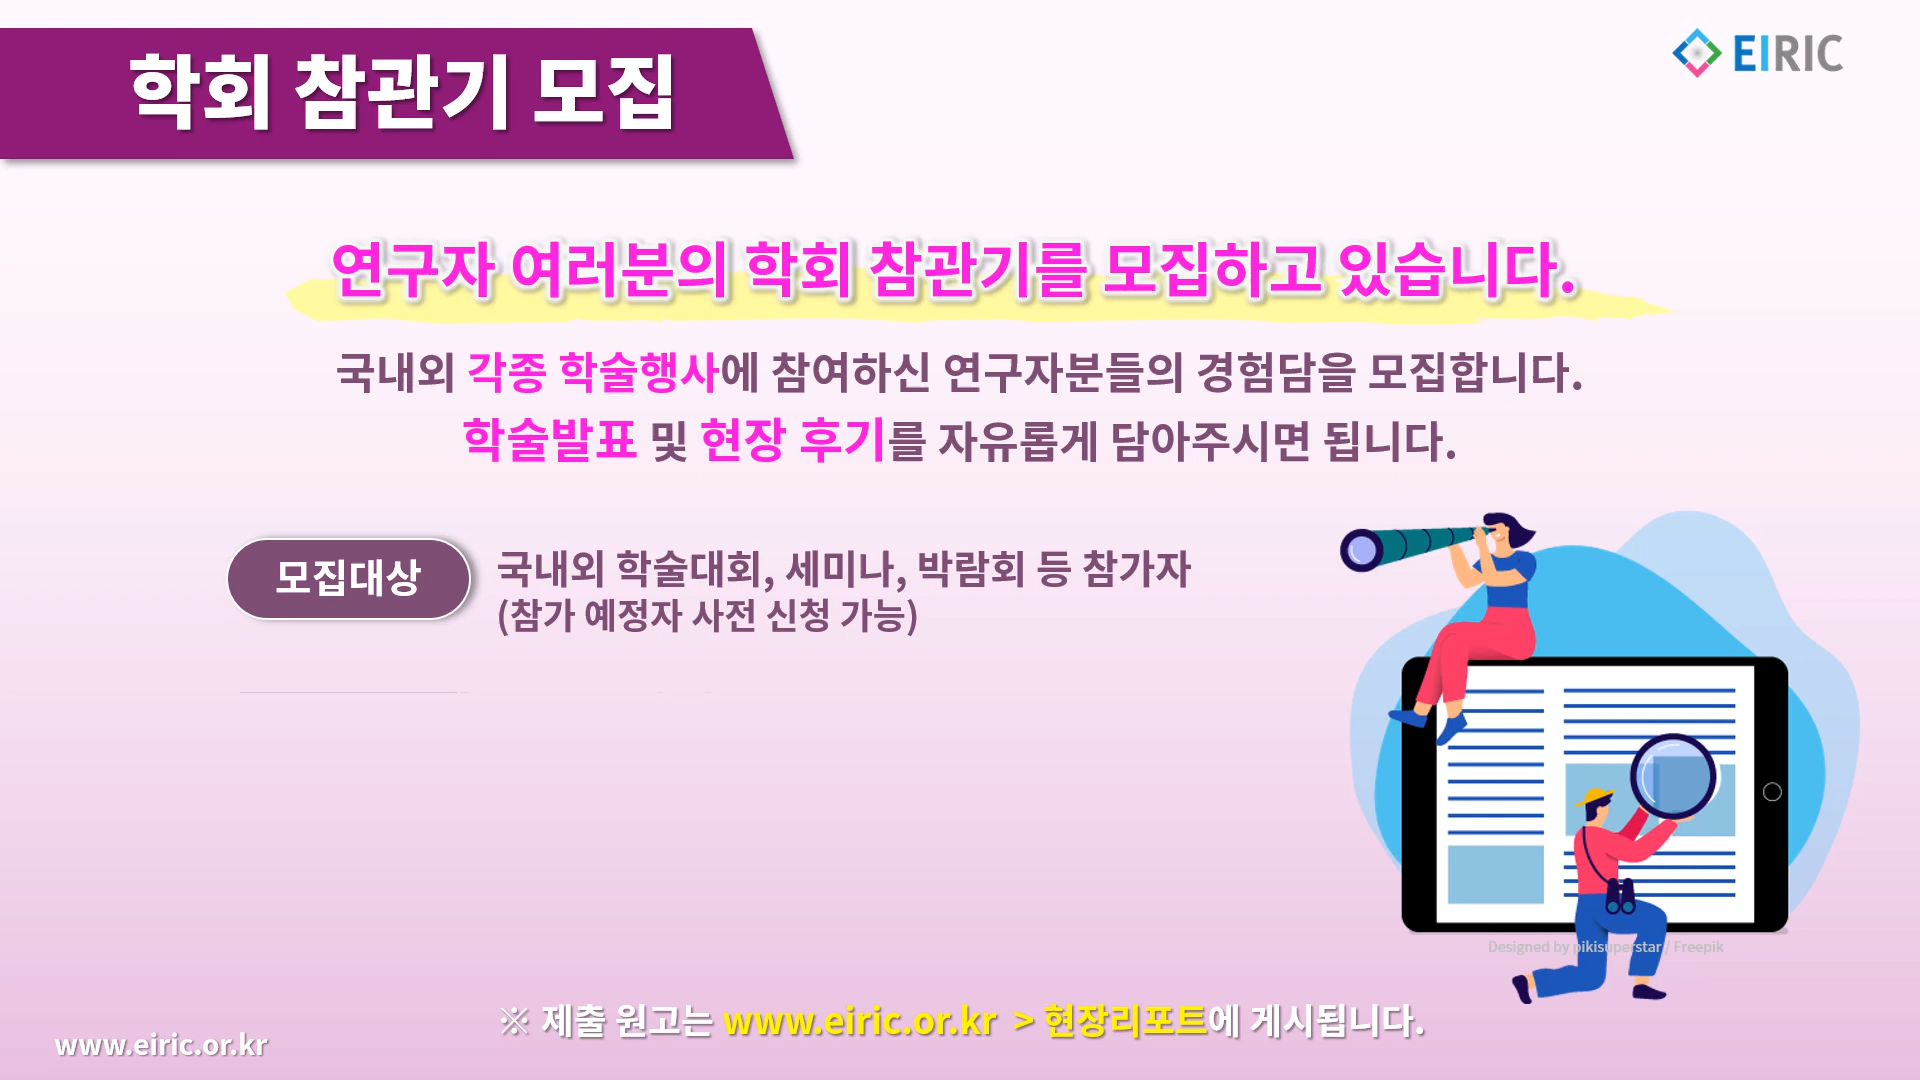 학회 참관기 모집
EIRIC
연구자 여러분의 학회 참관기를 모집하고 있습니다.
국내외 각종 학술행사에 참여하신 연구자분들의 경험담을 모집합니다.
학술발표 및 현장 후기를 자유롭게 담아주시면 됩니다.
모집대상
국내외 학술대회, 세미나, 박람회 등 참가자
(참가 예정자 사전 신청 가능)
Designed by pikisuperstar / Freepik
※ 제출 원고는 www.eiric.or.kr > 현장리포트에 게시됩니다.
www.eiric.or.kr